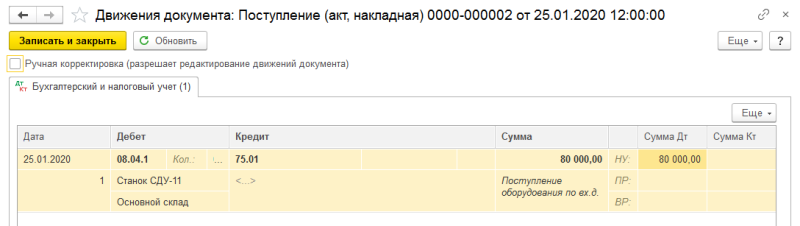 Движения документа: Поступление (акт, накладная) 0000-000002 от 25.01.2020 12:00:00
Записать и закрыть Обновить Еще ?
Ручная корректировка (разрешает редактирование движений документа)
Дт Кт Бухгалтерский и налоговый учет (1)
Еще
Дата Дебет Кредит Сумма Сумма Дт Сумма Кт
25.01.2020 08.04.1 Кол.: ... 75.01 80 000,00 НУ: 80 000,00
1 Станок СДУ-11 <...> Поступление ПР:
оборудования по вх.д.
Основной склад ВР: